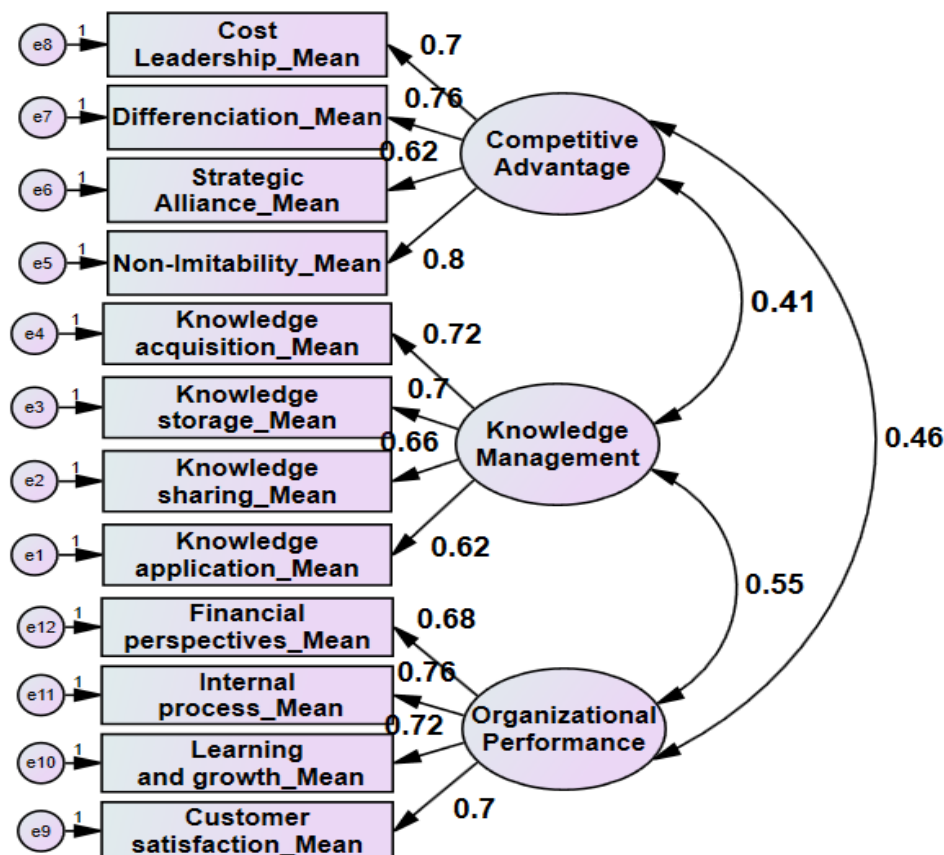 e8
1
Cost
Leadership_Mean
0.7
e7
1
Differenciation_Mean
0.76
e6
1
Strategic
Alliance_Mean
0.62
Competitive
Advantage
e5
1
Non-Imitability_Mean
0.8
e4
1
Knowledge
acquisition_Mean
0.72
0.41
e3
1
Knowledge
storage_Mean
0.7
e2
1
Knowledge
sharing_Mean
0.66
Knowledge
Management
0.46
e1
1
Knowledge
application_Mean
0.62
0.55
e12
1
Financial
perspectives_Mean
0.68
e11
1
Internal
process_Mean
0.76
e10
1
Learning
and growth_Mean
0.72
Organizational
Performance
e9
1
Customer
satisfaction_Mean
0.7